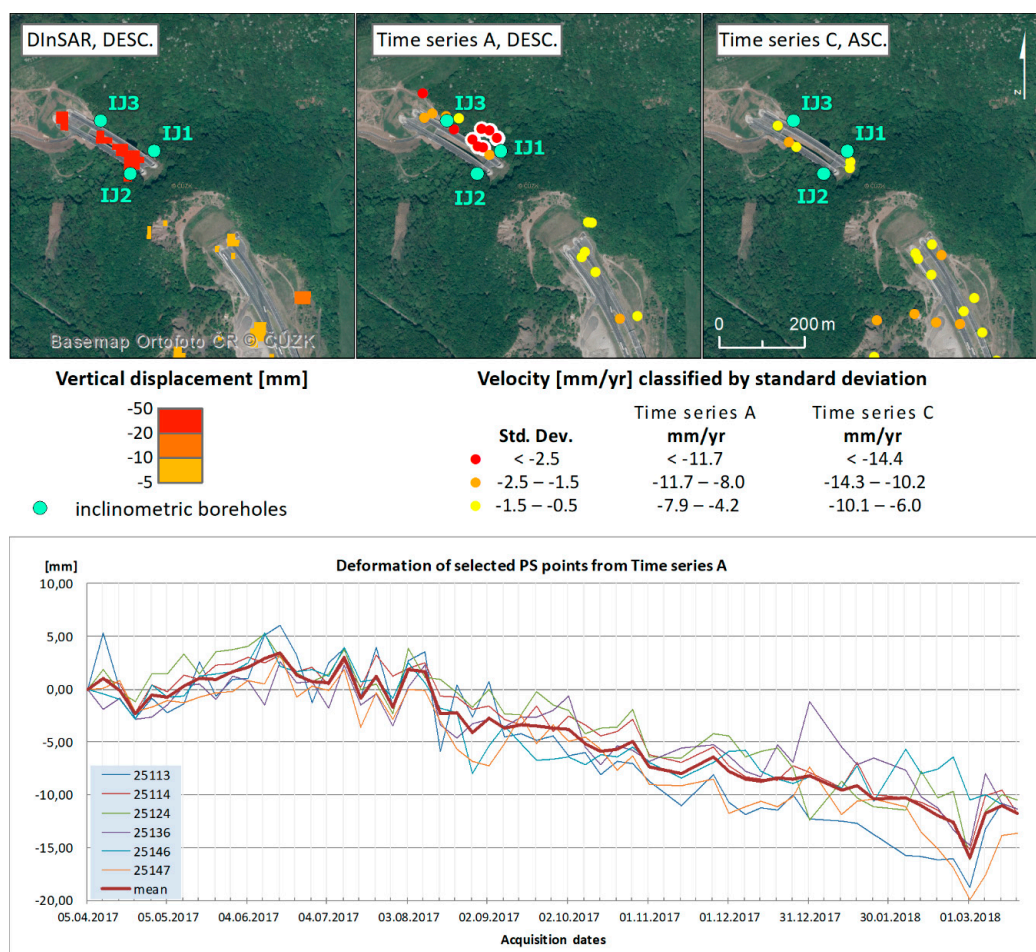 DInSAR, DESC.
Time series A, DESC.
Time series C, ASC.
z
IJ3
IJ1
IJ2
© ČÚZK
IJ3
IJ1
IJ2
© ČÚZK
IJ3
IJ1
IJ2
© ČÚZK
0 200 m
Basemap Ortofoto ČR © ČÚZK
Vertical displacement [mm]
-50
-20
-10
-5
inclinometric boreholes
Velocity [mm/yr] classified by standard deviation
Time series A Time series C
Std. Dev. mm/yr mm/yr
< -2.5 < -11.7 < -14.4
-2.5 – -1.5 -11.7 – -8.0 -14.3 – -10.2
-1.5 – -0.5 -7.9 – -4.2 -10.1 – -6.0
[mm]
Deformation of selected PS points from Time series A
10,00
5,00
0,00
-5,00
-10,00
-15,00
-20,00
25113
25114
25124
25136
25146
25147
mean
05.04.2017 05.05.2017 04.06.2017 04.07.2017 03.08.2017 02.09.2017 02.10.2017 01.11.2017 01.12.2017 31.12.2017 30.01.2018 01.03.2018
Acquisition dates